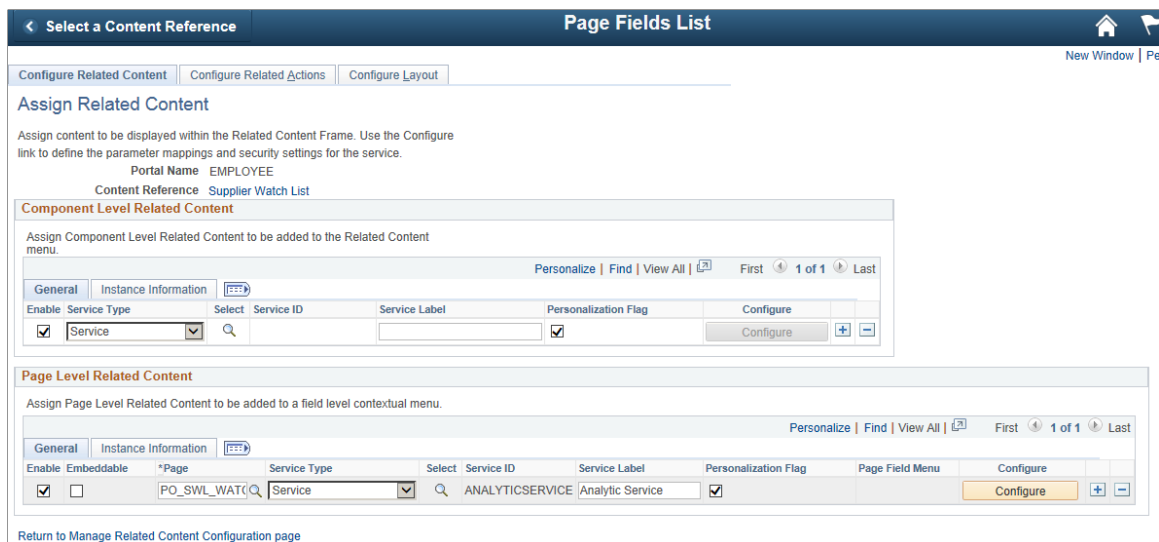 Select a Content Reference
Page Fields List
New Window | Pe
Configure Related Content
Configure Related Actions
Configure Layout
Assign Related Content
Assign content to be displayed within the Related Content Frame. Use the Configure
link to define the parameter mappings and security settings for the service.
Portal Name EMPLOYEE
Content Reference Supplier Watch List
Component Level Related Content
Assign Component Level Related Content to be added to the Related Content
menu.
Personalize | Find | View All | First 1 of 1 Last
General Instance Information
Enable Service Type Select Service ID Service Label Personalization Flag Configure
Service Configure
Page Level Related Content
Assign Page Level Related Content to be added to a field level contextual menu.
Personalize | Find | View All | First 1 of 1 Last
General Instance Information
Enable Embeddable *Page Service Type Select Service ID Service Label Personalization Flag Page Field Menu Configure
PO_SWL_WAT Service ANALYTICSERVICE Analytic Service Configure
Return to Manage Related Content Configuration page